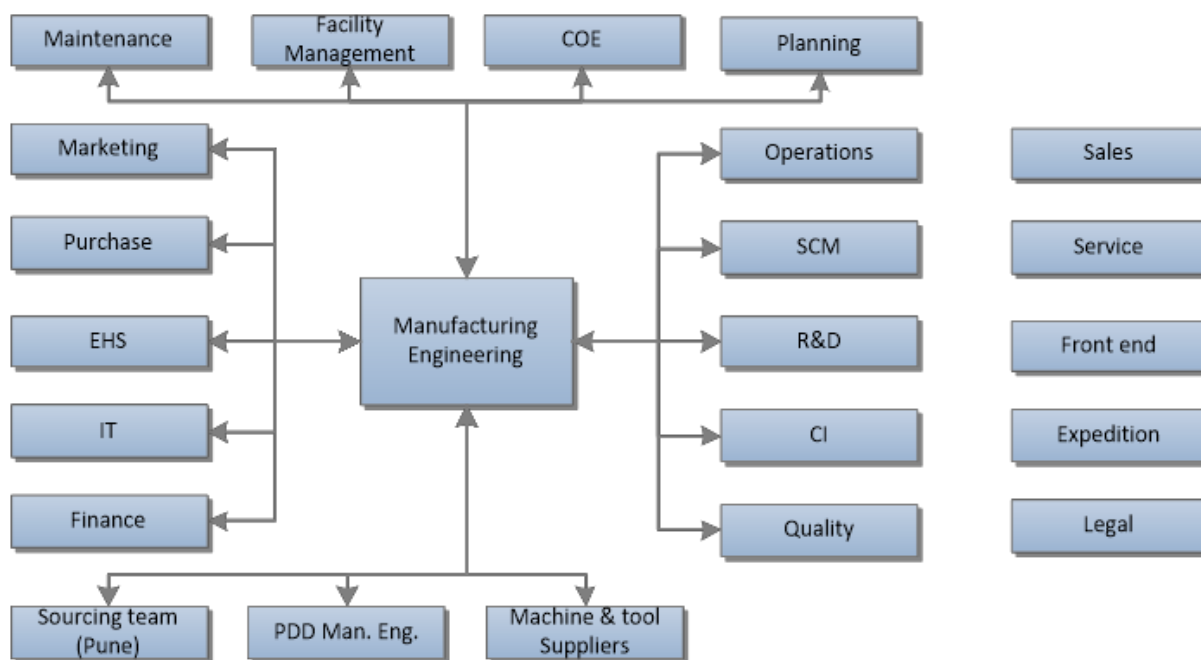 Maintenance
Facility
Management
COE
Planning
Marketing
Operations
Sales
Purchase
SCM
Service
Manufacturing
Engineering
EHS
R&D
Front end
IT
CI
Expedition
Finance
Quality
Legal
Sourcing team
(Pune)
PDD Man. Eng.
Machine & tool
Suppliers